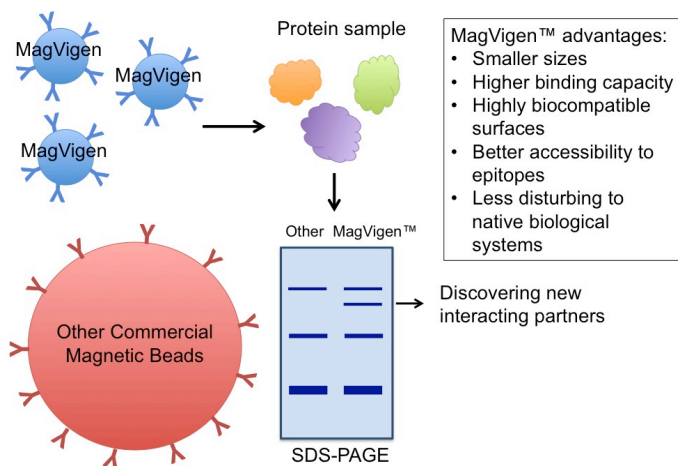 MagVigen
MagVigen
MagVigen
Protein sample
MagVigen™ advantages:
• Smaller sizes
• Higher binding capacity
• Highly biocompatible
surfaces
• Better accessibility to
epitopes
• Less disturbing to
native biological
systems
Other MagVigen™
Discovering new
interacting partners
Other Commercial
Magnetic Beads
SDS-PAGE